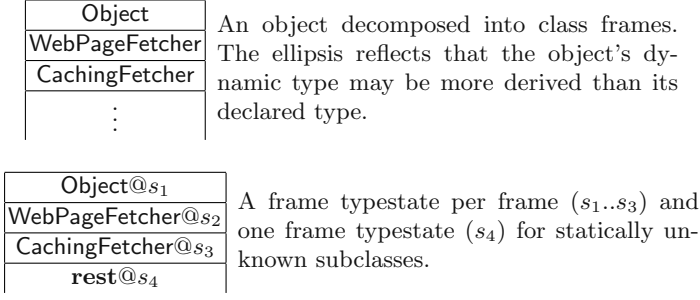 Object
WebPageFetcher
CachingFetcher
⋮
An object decomposed into class frames.
The ellipsis reflects that the object's dy-
namic type may be more derived than its
declared type.
Object@s₁
WebPageFetcher@s₂
CachingFetcher@s₃
rest@s₄
A frame typestate per frame (s₁..s₃) and
one frame typestate (s₄) for statically un-
known subclasses.